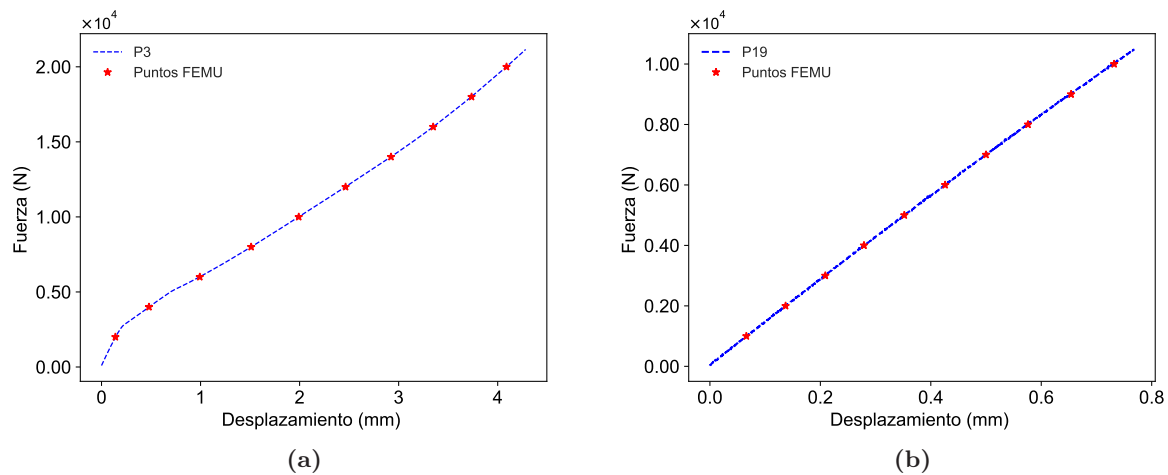 ×10⁴
P3
Puntos FEMU
2.00
1.50
1.00
0.50
0.00
Fuerza (N)
0 1 2 3 4
Desplazamiento (mm)
(a)
×10⁴
P19
Puntos FEMU
1.00
0.80
0.60
0.40
0.20
0.00
Fuerza (N)
0.0 0.2 0.4 0.6 0.8
Desplazamiento (mm)
(b)